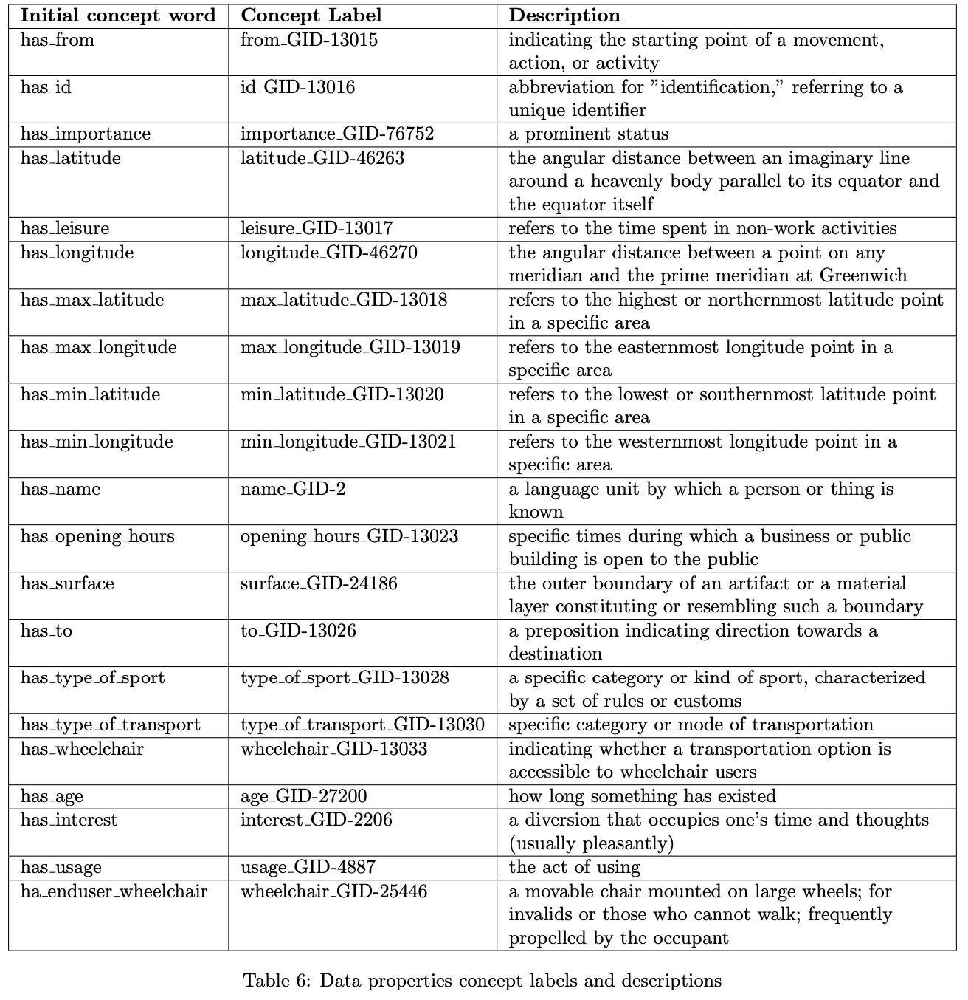 Initial concept word Concept Label Description
has_from from_GID-13015 indicating the starting point of a movement,
action, or activity
has_id id_GID-13016 abbreviation for ”identification,” referring to a
unique identifier
has_importance importance_GID-76752 a prominent status
has_latitude latitude_GID-46263 the angular distance between an imaginary line
around a heavenly body parallel to its equator and
the equator itself
has_leisure leisure_GID-13017 refers to the time spent in non-work activities
has_longitude longitude_GID-46270 the angular distance between a point on any
meridian and the prime meridian at Greenwich
has_max_latitude max_latitude_GID-13018 refers to the highest or northernmost latitude point
in a specific area
has_max_longitude max_longitude_GID-13019 refers to the easternmost longitude point in a
specific area
has_min_latitude min_latitude_GID-13020 refers to the lowest or southernmost latitude point
in a specific area
has_min_longitude min_longitude_GID-13021 refers to the westernmost longitude point in a
specific area
has_name name_GID-2 a language unit by which a person or thing is
known
has_opening_hours opening_hours_GID-13023 specific times during which a business or public
building is open to the public
has_surface surface_GID-24186 the outer boundary of an artifact or a material
layer constituting or resembling such a boundary
has_to to_GID-13026 a preposition indicating direction towards a
destination
has_type_of_sport type_of_sport_GID-13028 a specific category or kind of sport, characterized
by a set of rules or customs
has_type_of_transport type_of_transport_GID-13030 specific category or mode of transportation
has_wheelchair wheelchair_GID-13033 indicating whether a transportation option is
accessible to wheelchair users
has_age age_GID-27200 how long something has existed
has_interest interest_GID-2206 a diversion that occupies one’s time and thoughts
(usually pleasantly)
has_usage usage_GID-4887 the act of using
ha_enduser_wheelchair wheelchair_GID-25446 a movable chair mounted on large wheels; for
invalids or those who cannot walk; frequently
propelled by the occupant
Table 6: Data properties concept labels and descriptions